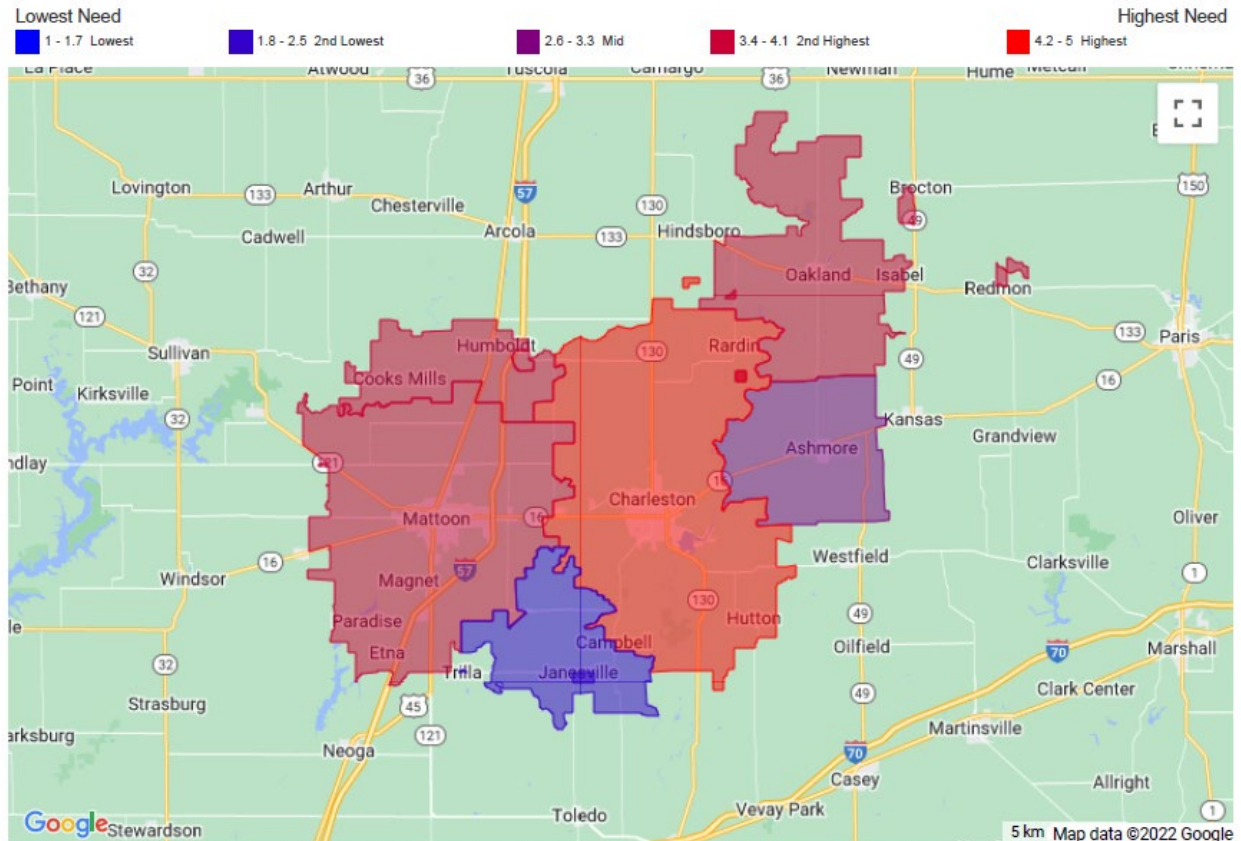 Lowest Need
Highest Need
1 - 1.7 Lowest
1.8 - 2.5 2nd Lowest
2.6 - 3.3 Mid
3.4 - 4.1 2nd Highest
4.2 - 5 Highest
La Place
Atwood
36
Tuscola
Camargo
36
Newman
Hume
Metcalf
Lovington
133
Arthur
Chesterville
57
130
Brocton
150
49
Cadwell
Arcola
133
Hindsboro
32
Bethany
Oakland
Isabel
Redmon
121
133
Paris
Sullivan
Humboldt
130
Rardin
49
Point
Kirksville
Cooks Mills
16
32
Kansas
Grandview
ndlay
121
Ashmore
16
Charleston
Mattoon
16
Oliver
16
Windsor
Magnet
57
Westfield
Clarksville
1
130
Paradise
Hutton
49
le
Etna
Campbell
Oilfield
70
Marshall
32
Trilla
Janesville
Strasburg
45
49
Clark Center
arksburg
121
Martinsville
Neoga
70
Casey
Allright
Toledo
Vevay Park
1
Google
Stewardson
5 km Map data ©2022 Google